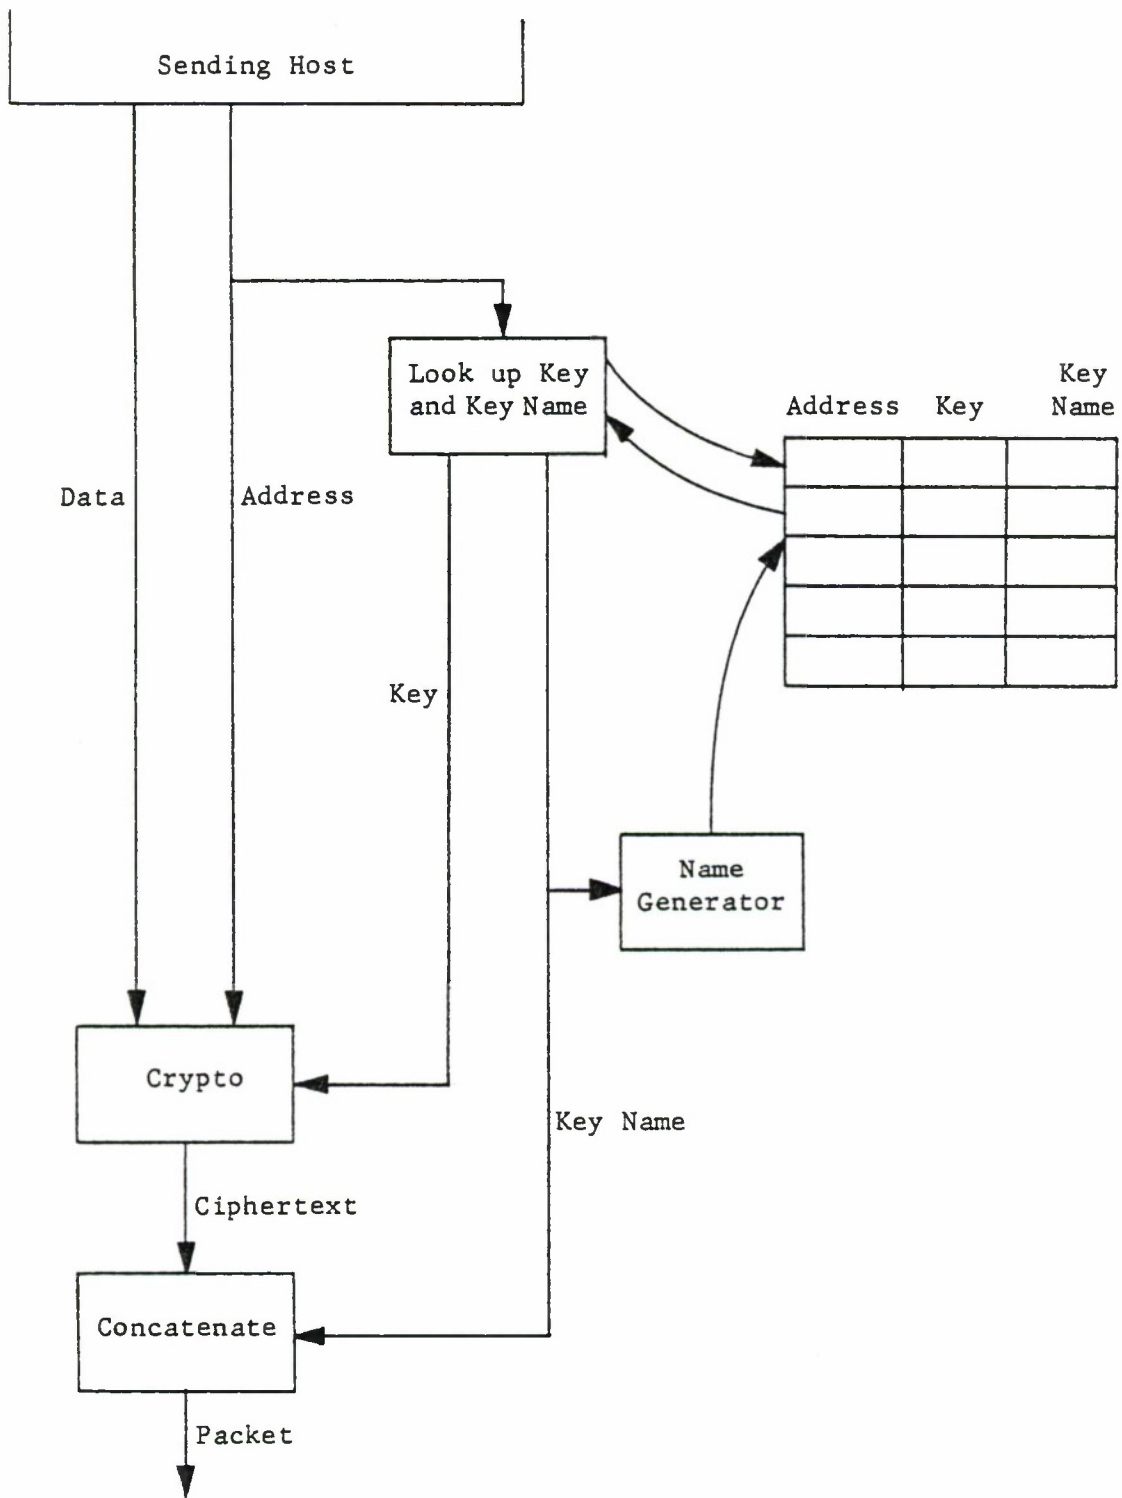 Sending Host
Look up Key
and Key Name
Key
Address Key Name
Data
Address
Key
Name
Generator
Crypto
Key Name
Ciphertext
Concatenate
Packet